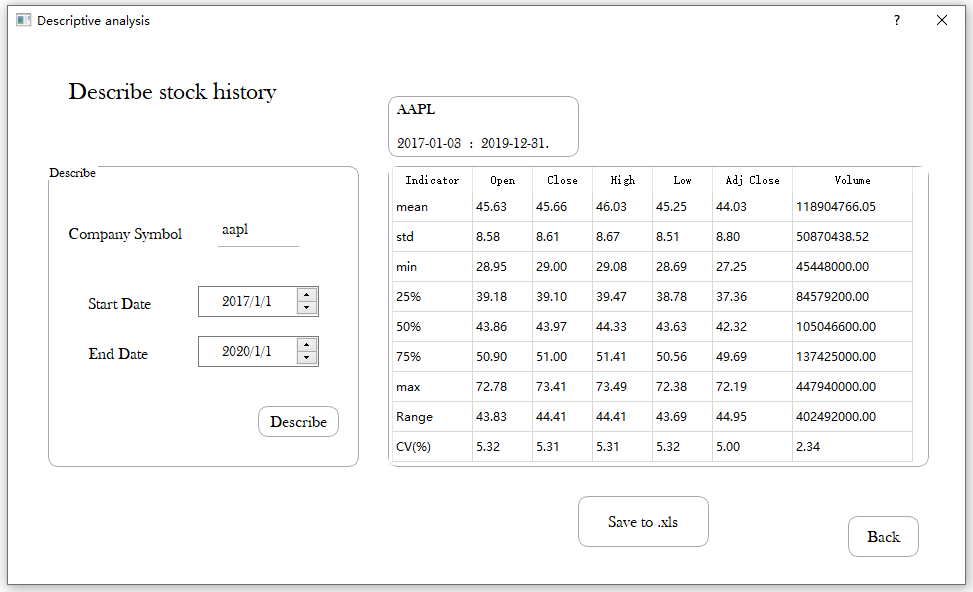 Descriptive analysis ?
Describe stock history
AAPL
2017-01-03 : 2019-12-31.
Describe
Company Symbol aapl
Start Date 2017/1/1
End Date 2020/1/1
Describe
Indicator Open Close High Low Adj Close Volume
mean 45.63 45.66 46.03 45.25 44.03 118904766.05
std 8.58 8.61 8.67 8.51 8.80 50870438.52
min 28.95 29.00 29.08 28.69 27.25 45448000.00
25% 39.18 39.10 39.47 38.78 37.36 84579200.00
50% 43.86 43.97 44.33 43.63 42.32 105046600.00
75% 50.90 51.00 51.41 50.56 49.69 137425000.00
max 72.78 73.41 73.49 72.38 72.19 447940000.00
Range 43.83 44.41 44.41 43.69 44.95 402492000.00
CV(%) 5.32 5.31 5.31 5.32 5.00 2.34
Save to .xls
Back